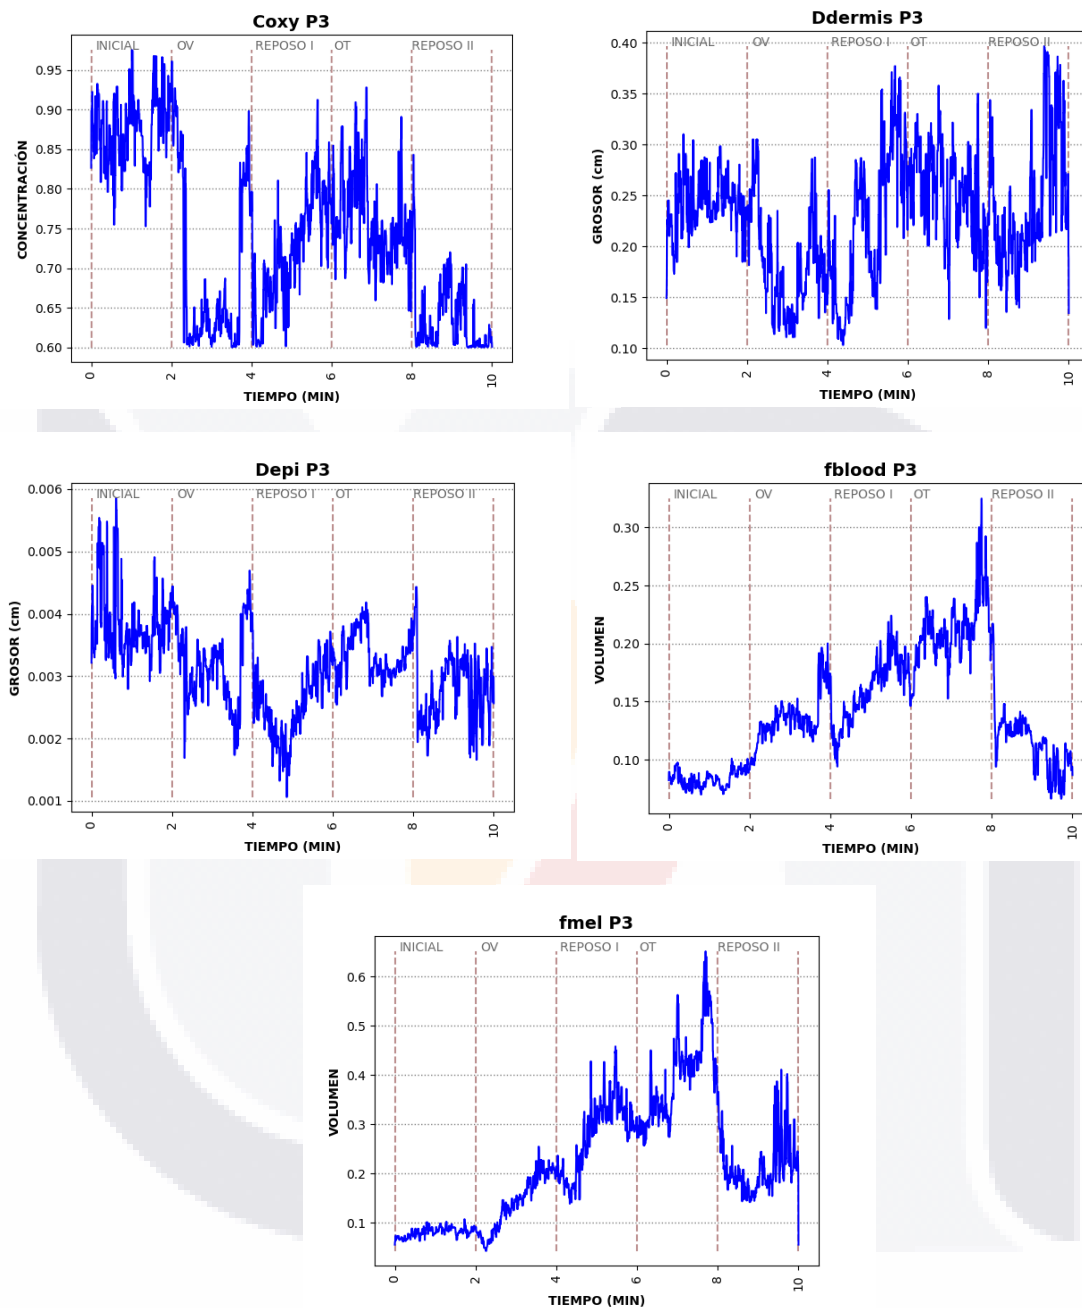 Coxy P3
INICIAL OV REPOSO I OT REPOSO II
CONCENTRACIÓN
0.95
0.90
0.85
0.80
0.75
0.70
0.65
0.60
0 2 4 6 8 10
TIEMPO (MIN)
Ddermis P3
INICIAL OV REPOSO I OT REPOSO II
GROSOR (cm)
0.40
0.35
0.30
0.25
0.20
0.15
0.10
0 2 4 6 8 10
TIEMPO (MIN)
Depi P3
INICIAL OV REPOSO I OT REPOSO II
GROSOR (cm)
0.006
0.005
0.004
0.003
0.002
0.001
0 2 4 6 8 10
TIEMPO (MIN)
fblood P3
INICIAL OV REPOSO I OT REPOSO II
VOLUMEN
0.30
0.25
0.20
0.15
0.10
0 2 4 6 8 10
TIEMPO (MIN)
fmel P3
INICIAL OV REPOSO I OT REPOSO II
VOLUMEN
0.6
0.5
0.4
0.3
0.2
0.1
0 2 4 6 8 10
TIEMPO (MIN)